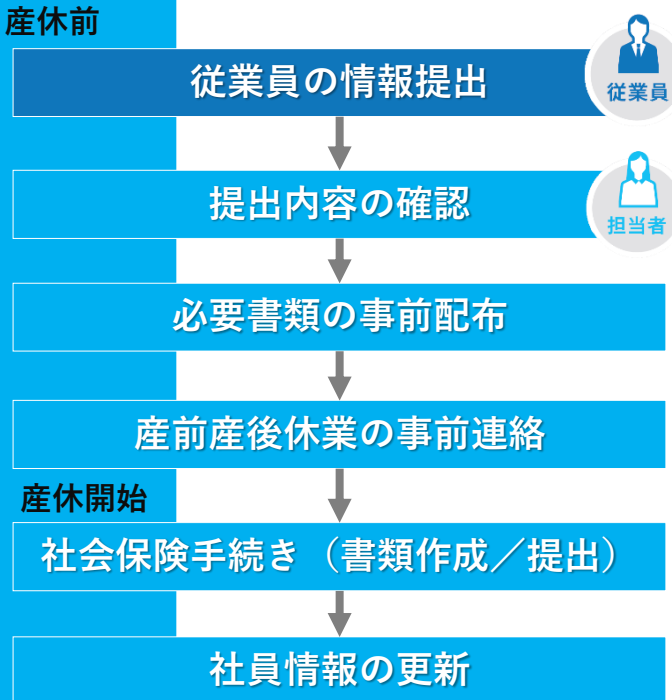 産休前
従業員の情報提出
従業員
提出内容の確認
担当者
必要書類の事前配布
産前産後休業の事前連絡
産休開始
社会保険手続き（書類作成／提出）
社員情報の更新